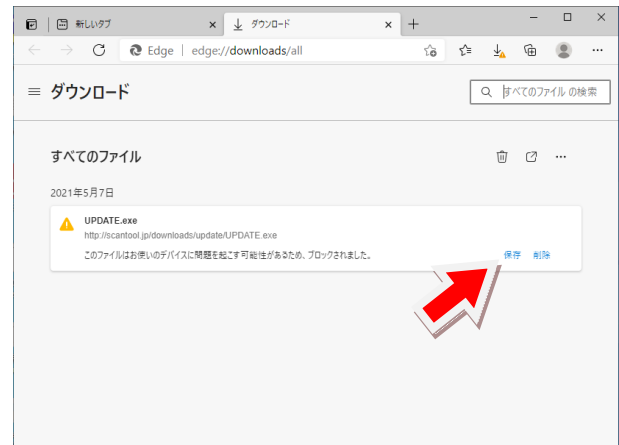 新しいタブ
ダウンロード
Edge | edge://downloads/all
ダウンロード
すべてのファイル の検索
すべてのファイル
2021年5月7日
UPDATE.exe
http://scantool.jp/downloads/update/UPDATE.exe
このファイルはお使いのデバイスに問題を起こす可能性があるため、ブロックされました。
保存 削除